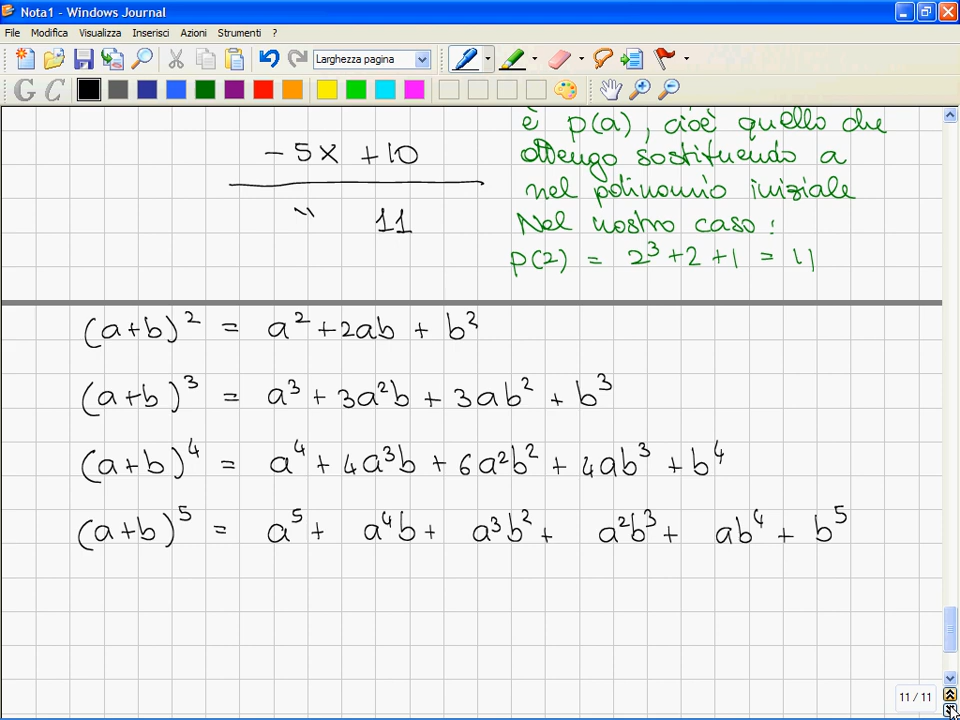 Nota1 - Windows Journal
File Modifica Visualizza Inserisci Azioni Strumenti ?
Larghezza pagina
è p(a), cioè quello che
ottengo sostituendo a
nel polinomio iniziale
Nel nostro caso:
p(2) = 2³+2+1 = 11
-5x +10
" 11
(a+b)² = a²+2ab + b²
(a+b)³ = a³ + 3a²b + 3ab² + b³
(a+b)⁴ = a⁴ + 4a³b + 6a²b² + 4ab³ + b⁴
(a+b)⁵ = a⁵ + a⁴b + a³b² + a²b³ + ab⁴ + b⁵
11 / 11